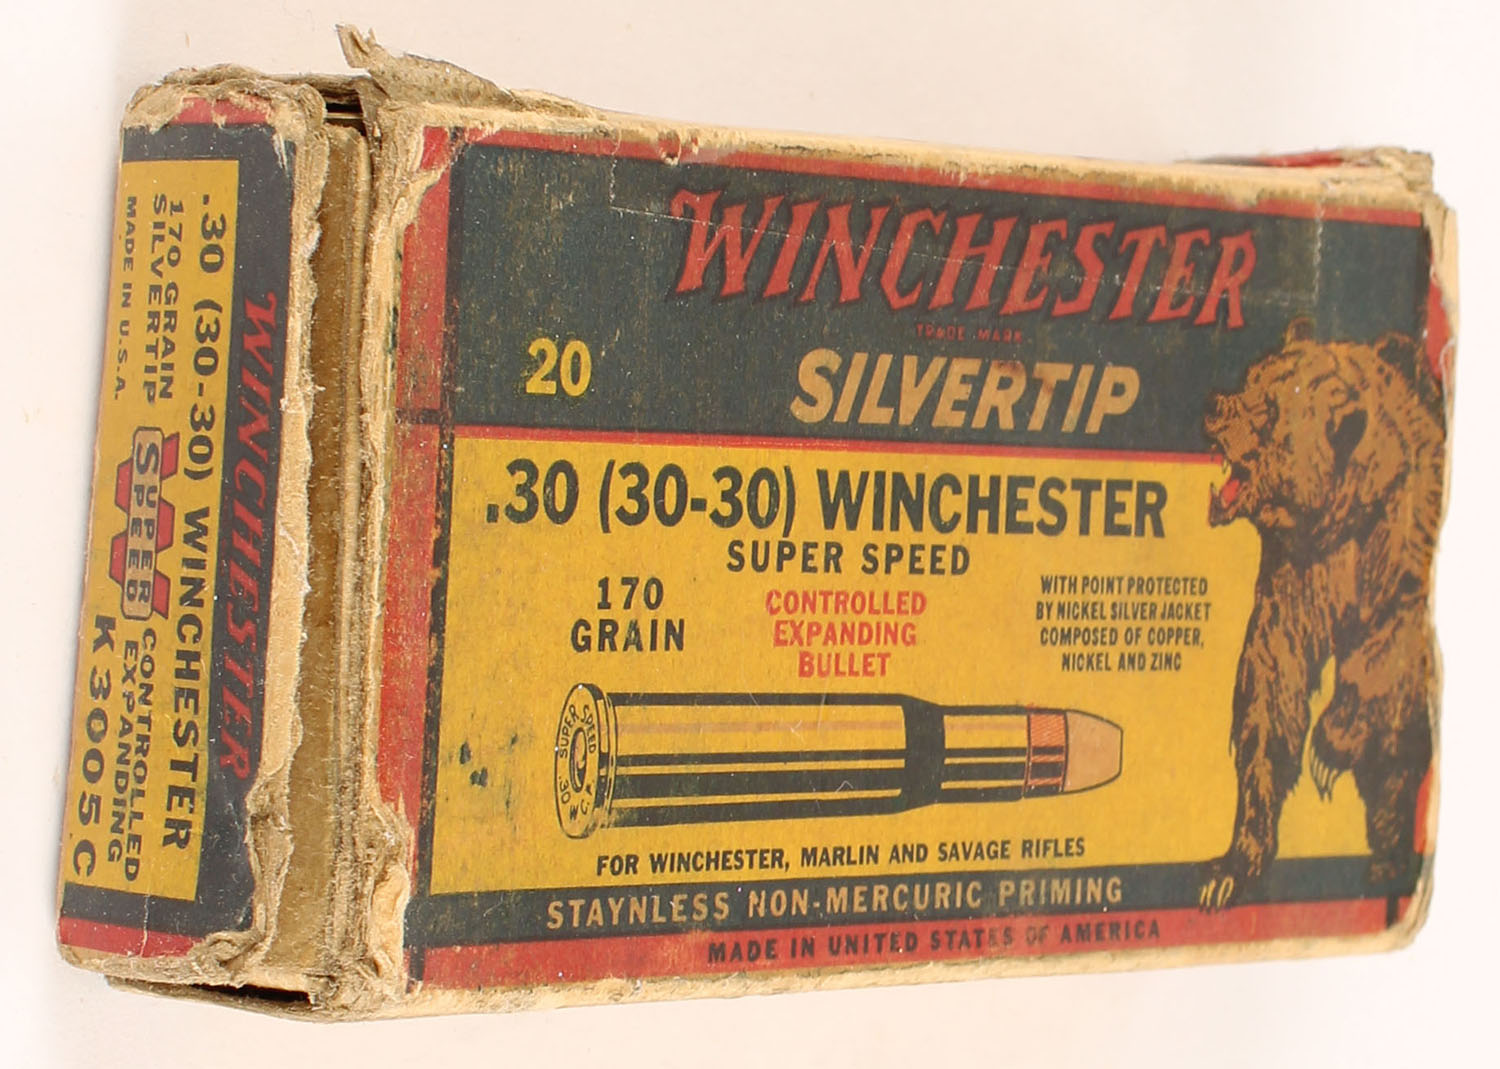 WINCHESTER
TRADE MARK
SILVERTIP
20
.30 (30-30) WINCHESTER
SUPER SPEED
170
GRAIN
CONTROLLED
EXPANDING
BULLET
WITH POINT PROTECTED
BY NICKEL SILVER JACKET
COMPOSED OF COPPER,
NICKEL AND ZINC
SUPER SPEED
.30 W.C.F.
FOR WINCHESTER, MARLIN AND SAVAGE RIFLES
STAYNLESS NON-MERCURIC PRIMING
MADE IN UNITED STATES OF AMERICA
WINCHESTER
.30 (30-30) WINCHESTER
170 GRAIN
SILVERTIP
MADE IN U.S.A.
W
SUPER
SPEED
CONTROLLED
EXPANDING
K3005C